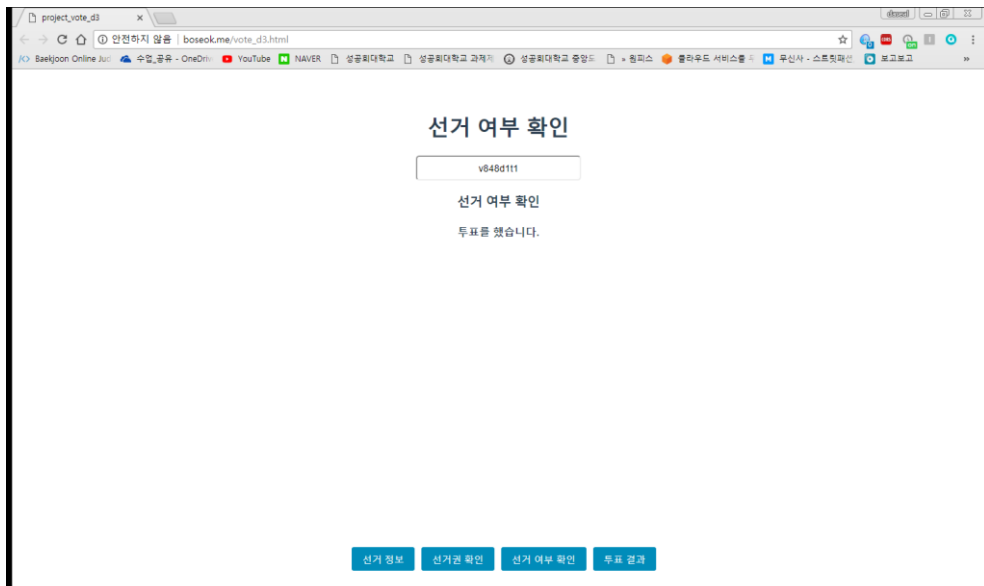 project_vote_d3
안전하지 않음 | boseok.me/vote_d3.html
Baekjoon Online Jud 수업_공유 - OneDriv YouTube NAVER 성공회대학교 성공회대학교 과제제 성공회대학교 중앙도 » 원피스 클라우드 서비스를 무신사 - 스트릿패션 보고보고 »
선거 여부 확인
v848d1t1
선거 여부 확인
투표를 했습니다.
선거 정보 선거권 확인 선거 여부 확인 투표 결과